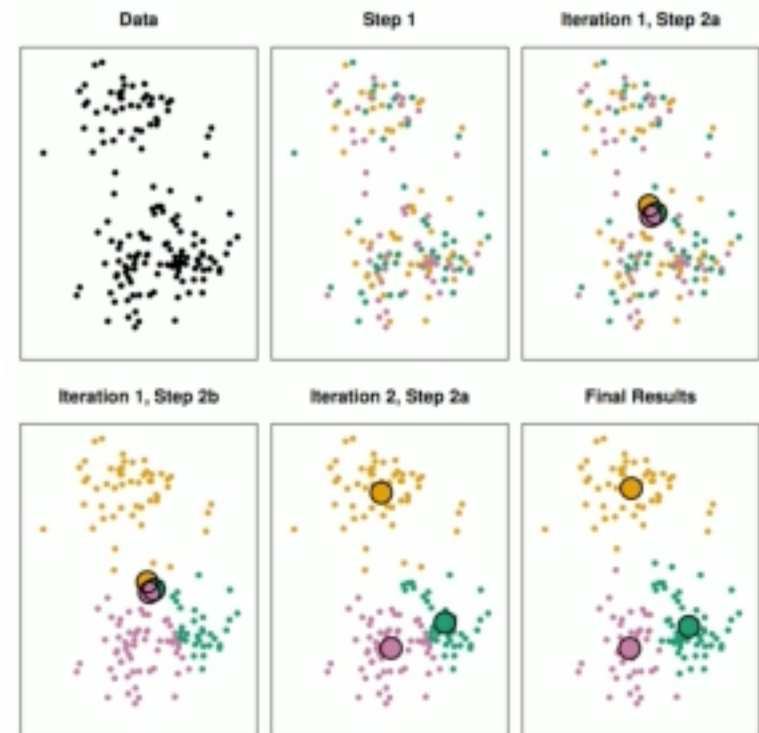 Data
Step 1
Iteration 1, Step 2a
Iteration 1, Step 2b
Iteration 2, Step 2a
Final Results